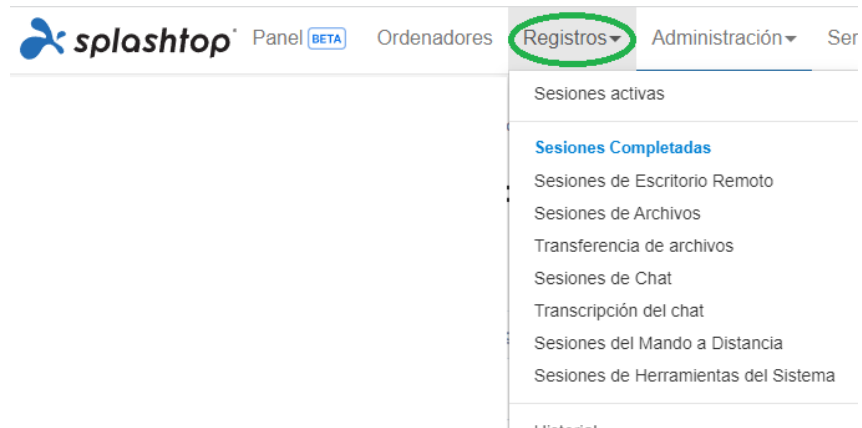 splashtop Panel BETA Ordenadores Registros Administración
Sesiones activas
Sesiones Completadas
Sesiones de Escritorio Remoto
Sesiones de Archivos
Transferencia de archivos
Sesiones de Chat
Transcripción del chat
Sesiones del Mando a Distancia
Sesiones de Herramientas del Sistema